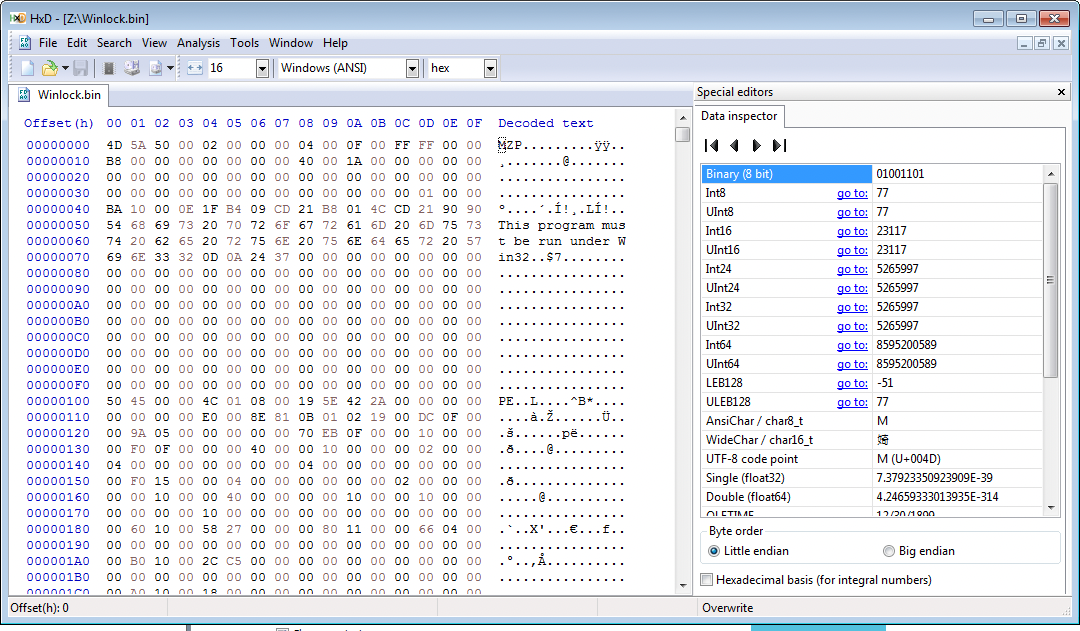 HxD - [Z:\Winlock.bin]
File Edit Search View Analysis Tools Window Help
16 Windows (ANSI) hex
Winlock.bin
Offset(h) 00 01 02 03 04 05 06 07 08 09 0A 0B 0C 0D 0E 0F Decoded text
00000000 4D 5A 50 00 02 00 00 00 04 00 0F 00 FF FF 00 00 MZP.........ÿÿ..
00000010 B8 00 00 00 00 00 00 00 40 00 1A 00 00 00 00 00 ¸.......@.......
00000020 00 00 00 00 00 00 00 00 00 00 00 00 00 00 00 00 ................
00000030 00 00 00 00 00 00 00 00 00 00 00 00 00 01 00 00 ................
00000040 BA 10 00 0E 1F B4 09 CD 21 B8 01 4C CD 21 90 90 º....´.Í!¸.LÍ!..
00000050 54 68 69 73 20 70 72 6F 67 72 61 6D 20 6D 75 73 This program mus
00000060 74 20 62 65 20 72 75 6E 20 75 6E 64 65 72 20 57 t be run under W
00000070 69 6E 33 32 0D 0A 24 37 00 00 00 00 00 00 00 00 in32..$7........
00000080 00 00 00 00 00 00 00 00 00 00 00 00 00 00 00 00 ................
00000090 00 00 00 00 00 00 00 00 00 00 00 00 00 00 00 00 ................
000000A0 00 00 00 00 00 00 00 00 00 00 00 00 00 00 00 00 ................
000000B0 00 00 00 00 00 00 00 00 00 00 00 00 00 00 00 00 ................
000000C0 00 00 00 00 00 00 00 00 00 00 00 00 00 00 00 00 ................
000000D0 00 00 00 00 00 00 00 00 00 00 00 00 00 00 00 00 ................
000000E0 00 00 00 00 00 00 00 00 00 00 00 00 00 00 00 00 ................
000000F0 00 00 00 00 00 00 00 00 00 00 00 00 00 00 00 00 ................
00000100 50 45 00 00 4C 01 08 00 19 5E 42 2A 00 00 00 00 PE..L....^B*....
00000110 00 00 00 00 E0 00 8E 81 0B 01 02 19 00 DC 0F 00 ....à.Ž......Ü..
00000120 00 9A 05 00 00 00 00 00 70 EB 0F 00 00 10 00 00 .š......pë......
00000130 00 F0 0F 00 00 00 40 00 00 10 00 00 00 02 00 00 .ð....@.........
00000140 04 00 00 00 00 00 00 00 04 00 00 00 00 00 00 00 ................
00000150 00 F0 15 00 00 04 00 00 00 00 00 00 02 00 00 00 .ð..............
00000160 00 00 10 00 00 40 00 00 00 00 10 00 00 10 00 00 .....@..........
00000170 00 00 00 00 10 00 00 00 00 00 00 00 00 00 00 00 ................
00000180 00 60 10 00 58 27 00 00 00 80 11 00 00 66 04 00 .`..X'...€...f..
00000190 00 00 00 00 00 00 00 00 00 00 00 00 00 00 00 00 ................
000001A0 00 B0 10 00 2C C5 00 00 00 00 00 00 00 00 00 00 .°..,Å..........
000001B0 00 00 00 00 00 00 00 00 00 00 00 00 00 00 00 00 ................
000001C0 00 A0 10 00 18 00 00 00 00 00 00 00 00 00 00 00
Special editors
Data inspector
Binary (8 bit) 01001101
Int8 go to: 77
UInt8 go to: 77
Int16 go to: 23117
UInt16 go to: 23117
Int24 go to: 5265997
UInt24 go to: 5265997
Int32 go to: 5265997
UInt32 go to: 5265997
Int64 go to: 8595200589
UInt64 go to: 8595200589
LEB128 go to: -51
ULEB128 go to: 77
AnsiChar / char8_t M
WideChar / char16_t 
UTF-8 code point M (U+004D)
Single (float32) 7.37923350923909E-39
Double (float64) 4.24659333013935E-314
OLETIME 12/30/1899
Byte order
Little endian Big endian
Hexadecimal basis (for integral numbers)
Offset(h): 0 Overwrite